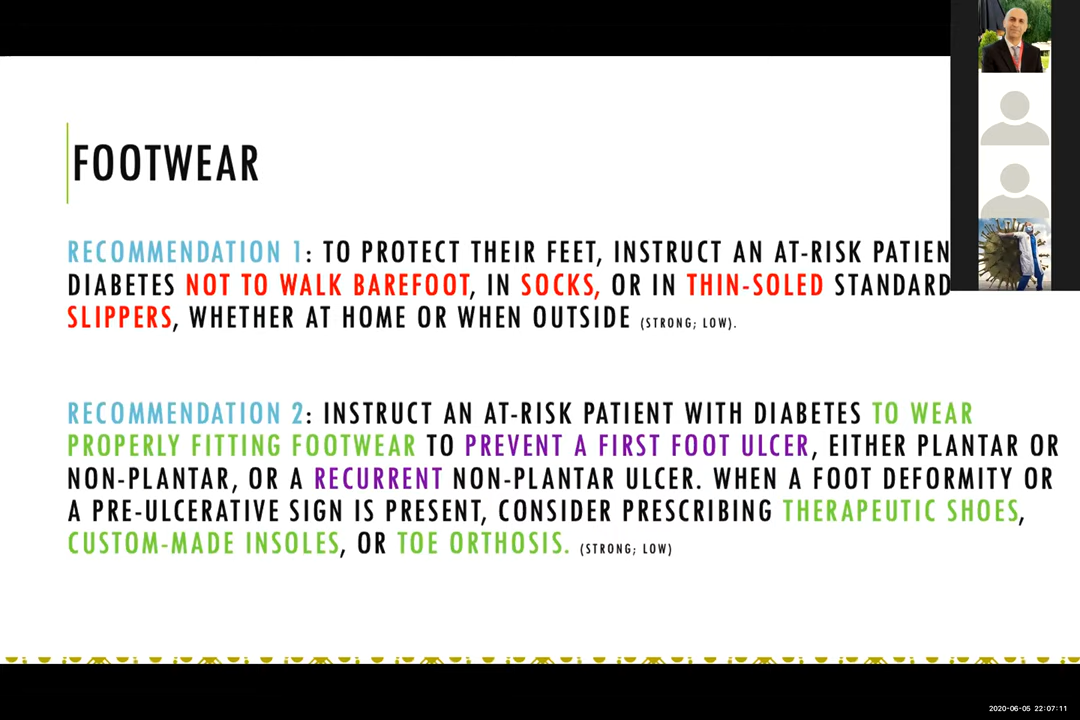 FOOTWEAR
RECOMMENDATION 1: TO PROTECT THEIR FEET, INSTRUCT AN AT-RISK PATIEN
DIABETES NOT TO WALK BAREFOOT, IN SOCKS, OR IN THIN-SOLED STANDARD
SLIPPERS, WHETHER AT HOME OR WHEN OUTSIDE (STRONG; LOW).
RECOMMENDATION 2: INSTRUCT AN AT-RISK PATIENT WITH DIABETES TO WEAR
PROPERLY FITTING FOOTWEAR TO PREVENT A FIRST FOOT ULCER, EITHER PLANTAR OR
NON-PLANTAR, OR A RECURRENT NON-PLANTAR ULCER. WHEN A FOOT DEFORMITY OR
A PRE-ULCERATIVE SIGN IS PRESENT, CONSIDER PRESCRIBING THERAPEUTIC SHOES,
CUSTOM-MADE INSOLES, OR TOE ORTHOSIS. (STRONG; LOW)
2020-06-05 22:07:11